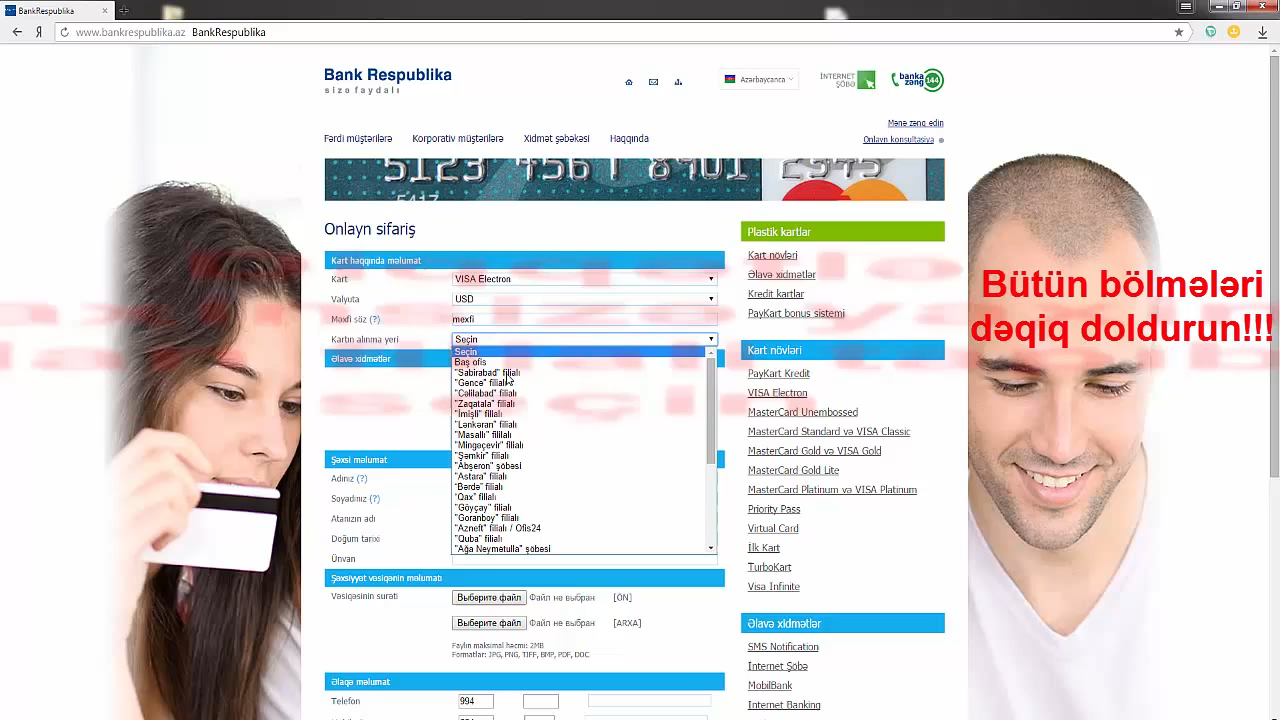 BankRespublika
www.bankrespublika.az BankRespublika
Bank Respublika
sizə faydalı
Azərbaycanca
İNTERNET
ŞÖBƏ
banka
zəng
144
Mənə zəng edin
Onlayn konsultasiya
Fərdi müştərilərə
Korporativ müştərilərə
Xidmət şəbəkəsi
Haqqında
5123 4567 8901 2345
5417
Onlayn sifariş
Kart haqqında məlumat
Kart
VISA Electron
Valyuta
USD
Məxfi söz (?)
məxfi
Kartın alınma yeri
Seçin
Əlavə xidmətlər
Seçin
Baş ofis
"Sabirabad" filialı
"Gəncə" filialı
"Cəlilabad" filialı
"Zaqatala" filialı
"İmişli" filialı
"Lənkəran" filialı
"Masallı" fililalı
"Mingəçevir" filialı
"Şəmkir" filialı
"Abşeron" şöbəsi
"Astara" filialı
"Bərdə" filialı
"Qax" filialı
"Göyçay" filialı
"Goranboy" filialı
"Azneft" filialı / Ofis24
"Quba" filialı
"Ağa Neymətulla" şöbəsi
Şəxsi məlumat
Adınız (?)
Soyadınız (?)
Atanızın adı
Doğum tarixi
Ünvan
Şəxsiyyət vəsiqənin məlumatı
Vəsiqəsinin surəti
Выберите файл Файл не выбран [ÖN]
Выберите файл Файл не выбран [ARXA]
Faylın maksimal həcmi: 2MB
Formatlar: JPG, PNG, TIFF, BMP, PDF, DOC
Əlaqə məlumat
Telefon
994
Plastik kartlar
Kart növləri
Əlavə xidmətlər
Kredit kartlar
PayKart bonus sistemi
Kart növləri
PayKart Kredit
VISA Electron
MasterCard Unembossed
MasterCard Standard və VISA Classic
MasterCard Gold və VISA Gold
MasterCard Gold Lite
MasterCard Platinum və VISA Platinum
Priority Pass
Virtual Card
İlk Kart
TurboKart
Visa Infinite
Əlavə xidmətlər
SMS Notification
İnternet Şöbə
MobilBank
Internet Banking
Bütün bölmələri
dəqiq doldurun!!!